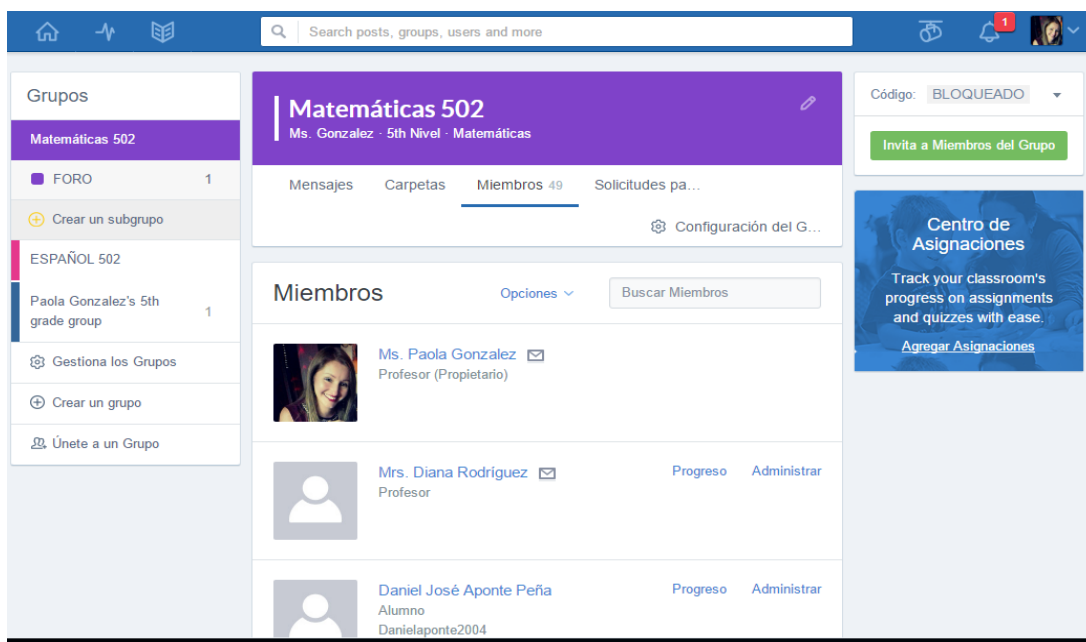 Search posts, groups, users and more
1
Grupos
Matemáticas 502
FORO 1
Crear un subgrupo
ESPAÑOL 502
Paola Gonzalez's 5th
grade group
1
Gestiona los Grupos
Crear un grupo
Únete a un Grupo
Matemáticas 502
Ms. Gonzalez · 5th Nivel · Matemáticas
Mensajes Carpetas Miembros 49 Solicitudes pa...
Configuración del G...
Miembros Opciones Buscar Miembros
Ms. Paola Gonzalez
Profesor (Propietario)
Mrs. Diana Rodríguez Progreso Administrar
Profesor
Daniel José Aponte Peña Progreso Administrar
Alumno
Danielaponte2004
Código: BLOQUEADO
Invita a Miembros del Grupo
Centro de
Asignaciones
Track your classroom's
progress on assignments
and quizzes with ease.
Agregar Asignaciones